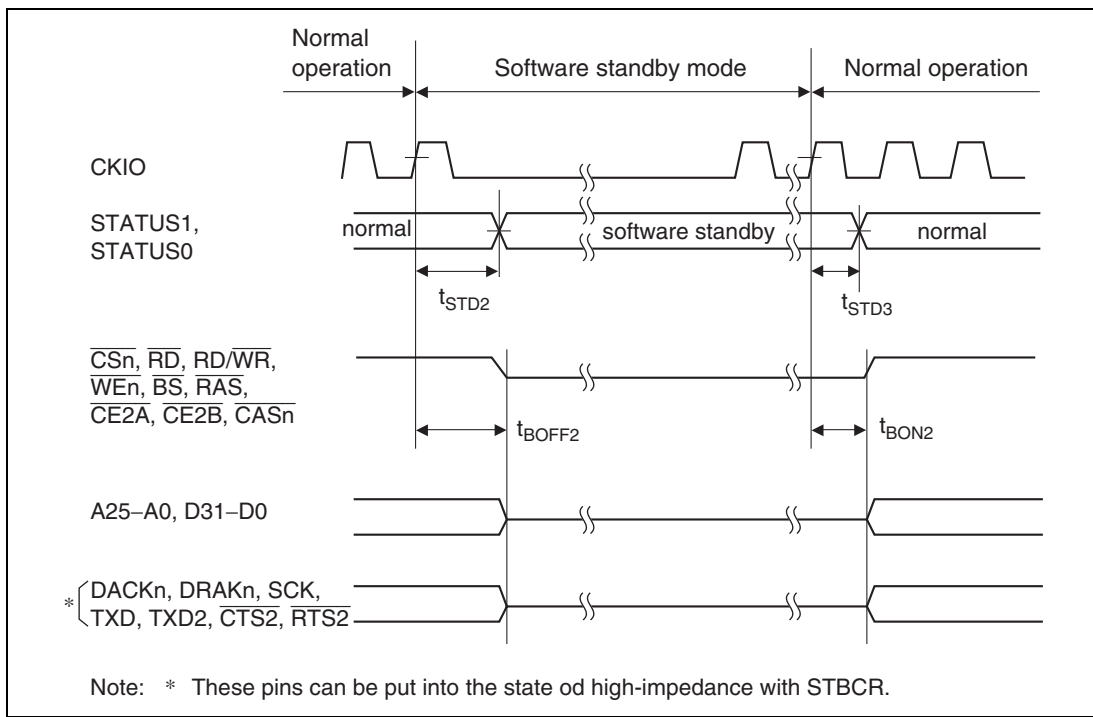 Normal
operation
Software standby mode
Normal operation
CKIO
STATUS1,
STATUS0
normal
software standby
normal
tSTD2
tSTD3
CSn, RD, RD/WR,
WEn, BS, RAS,
CE2A, CE2B, CASn
tBOFF2
tBON2
A25–A0, D31–D0
* DACKn, DRAKn, SCK,
TXD, TXD2, CTS2, RTS2
Note: * These pins can be put into the state od high-impedance with STBCR.